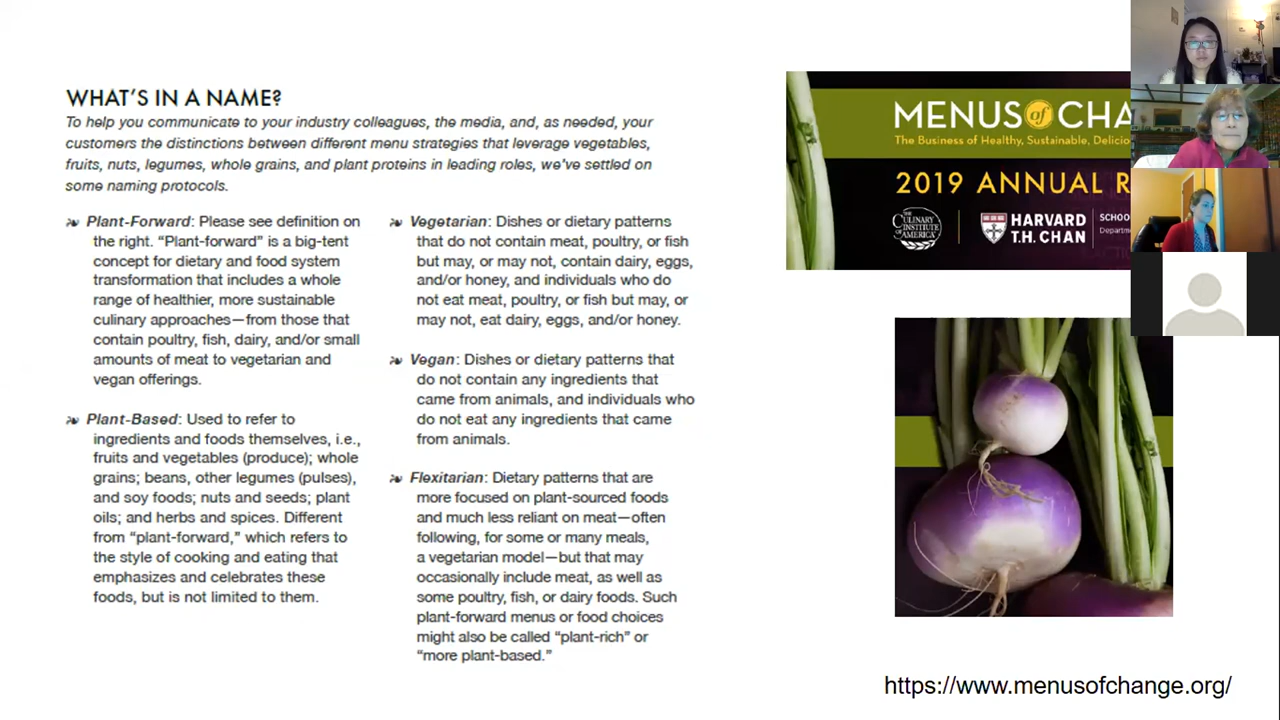 WHAT'S IN A NAME?
To help you communicate to your industry colleagues, the media, and, as needed, your
customers the distinctions between different menu strategies that leverage vegetables,
fruits, nuts, legumes, whole grains, and plant proteins in leading roles, we've settled on
some naming protocols.
Plant-Forward: Please see definition on
the right. “Plant-forward” is a big-tent
concept for dietary and food system
transformation that includes a whole
range of healthier, more sustainable
culinary approaches—from those that
contain poultry, fish, dairy, and/or small
amounts of meat to vegetarian and
vegan offerings.
Plant-Based: Used to refer to
ingredients and foods themselves, i.e.,
fruits and vegetables (produce); whole
grains; beans, other legumes (pulses),
and soy foods; nuts and seeds; plant
oils; and herbs and spices. Different
from “plant-forward,” which refers to
the style of cooking and eating that
emphasizes and celebrates these
foods, but is not limited to them.
Vegetarian: Dishes or dietary patterns
that do not contain meat, poultry, or fish
but may, or may not, contain dairy, eggs,
and/or honey, and individuals who do
not eat meat, poultry, or fish but may, or
may not, eat dairy, eggs, and/or honey.
Vegan: Dishes or dietary patterns that
do not contain any ingredients that
came from animals, and individuals who
do not eat any ingredients that came
from animals.
Flexitarian: Dietary patterns that are
more focused on plant-sourced foods
and much less reliant on meat—often
following, for some or many meals,
a vegetarian model—but that may
occasionally include meat, as well as
some poultry, fish, or dairy foods. Such
plant-forward menus or food choices
might also be called “plant-rich” or
“more plant-based.”
MENUS of CHA
The Business of Healthy, Sustainable, Delicio
2019 ANNUAL R
THE CULINARY INSTITUTE OF AMERICA
HARVARD
T.H. CHAN
SCHOO
Departme
https://www.menusofchange.org/